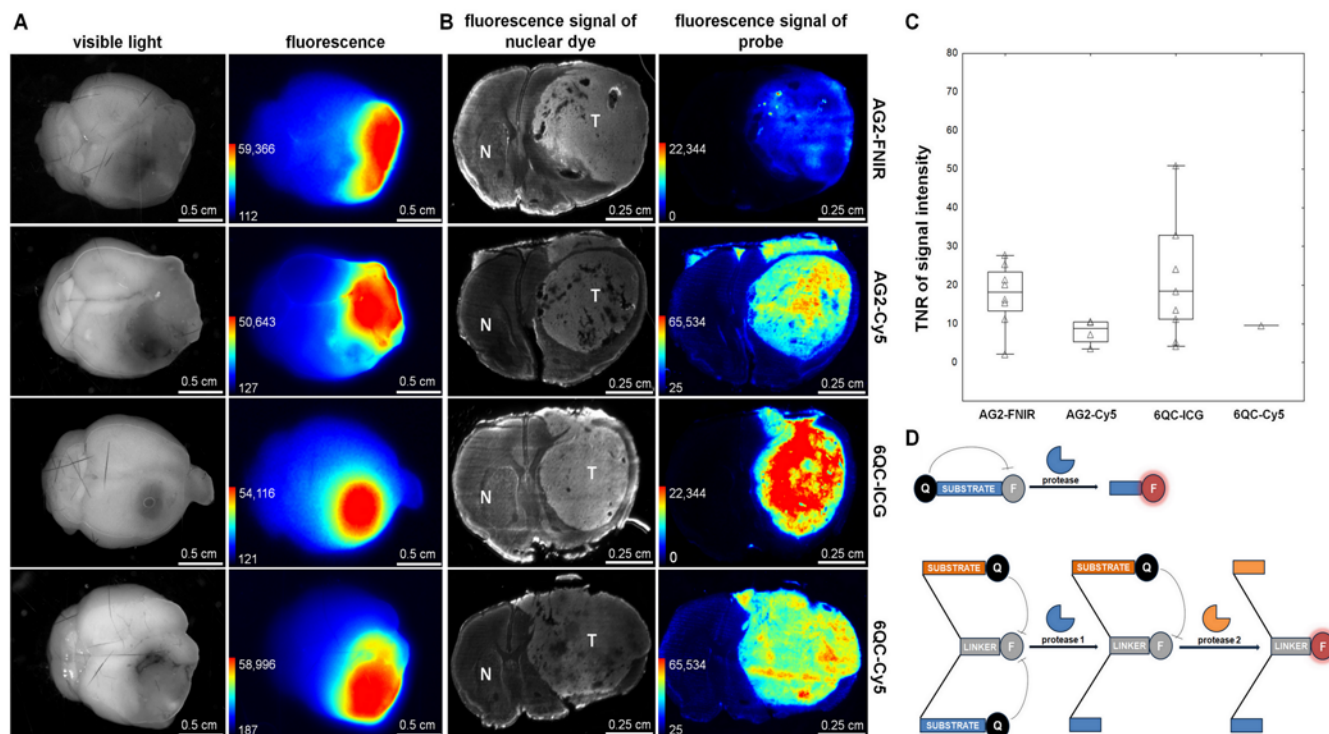 A
visible light
fluorescence
B
fluorescence signal of
nuclear dye
fluorescence signal of
probe
59,366
112
0.5 cm
0.5 cm
N
T
0.25 cm
22,344
0
0.25 cm
AG2-FNIR
0.5 cm
50,643
127
0.5 cm
N
T
0.25 cm
65,534
25
0.25 cm
AG2-Cy5
0.5 cm
54,116
121
0.5 cm
N
T
0.25 cm
22,344
0
0.25 cm
6QC-ICG
0.5 cm
58,996
187
0.5 cm
N
T
0.25 cm
65,534
25
0.25 cm
6QC-Cy5
C
TNR of signal intensity
80
70
60
50
40
30
20
10
0
AG2-FNIR
AG2-Cy5
6QC-ICG
6QC-Cy5
D
Q
SUBSTRATE
F
protease
F
SUBSTRATE
Q
SUBSTRATE
Q
LINKER
F
protease 1
LINKER
F
protease 2
LINKER
F
SUBSTRATE
Q